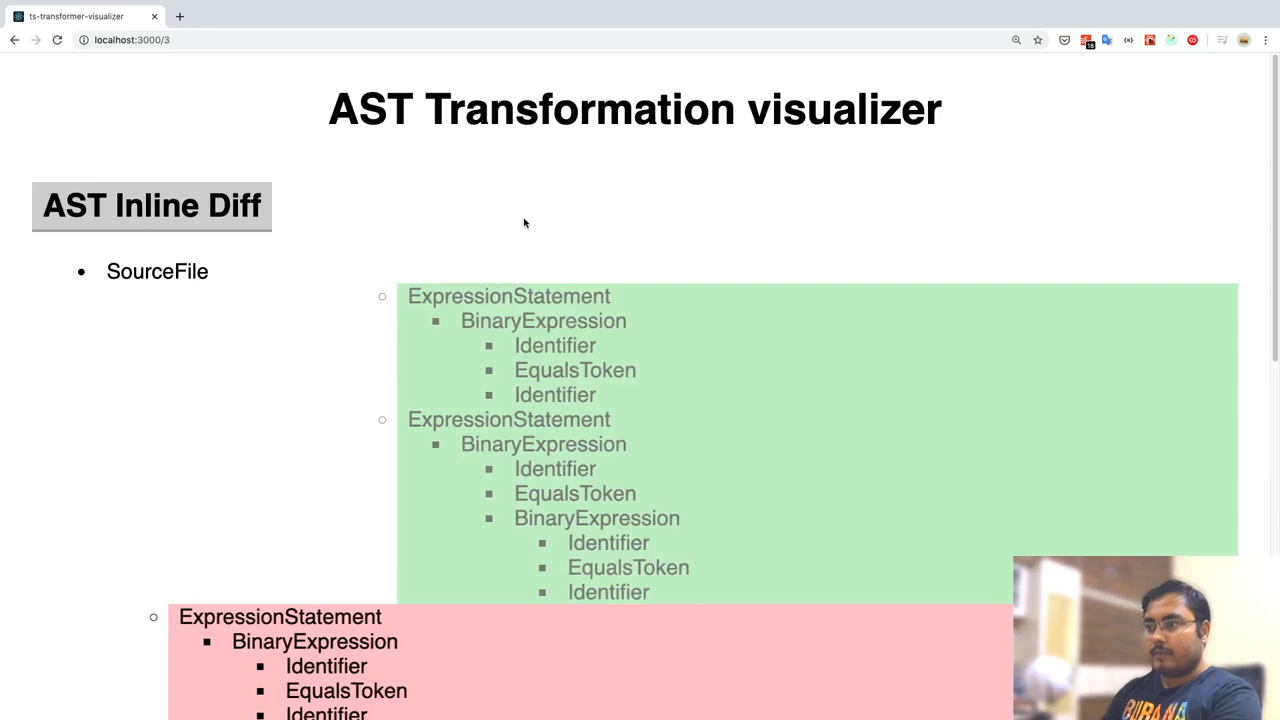 ts-transformer-visualizer
localhost:3000/3
18
AST Transformation visualizer
AST Inline Diff
SourceFile
ExpressionStatement
BinaryExpression
Identifier
EqualsToken
Identifier
ExpressionStatement
BinaryExpression
Identifier
EqualsToken
BinaryExpression
Identifier
EqualsToken
Identifier
ExpressionStatement
BinaryExpression
Identifier
EqualsToken
Identifier